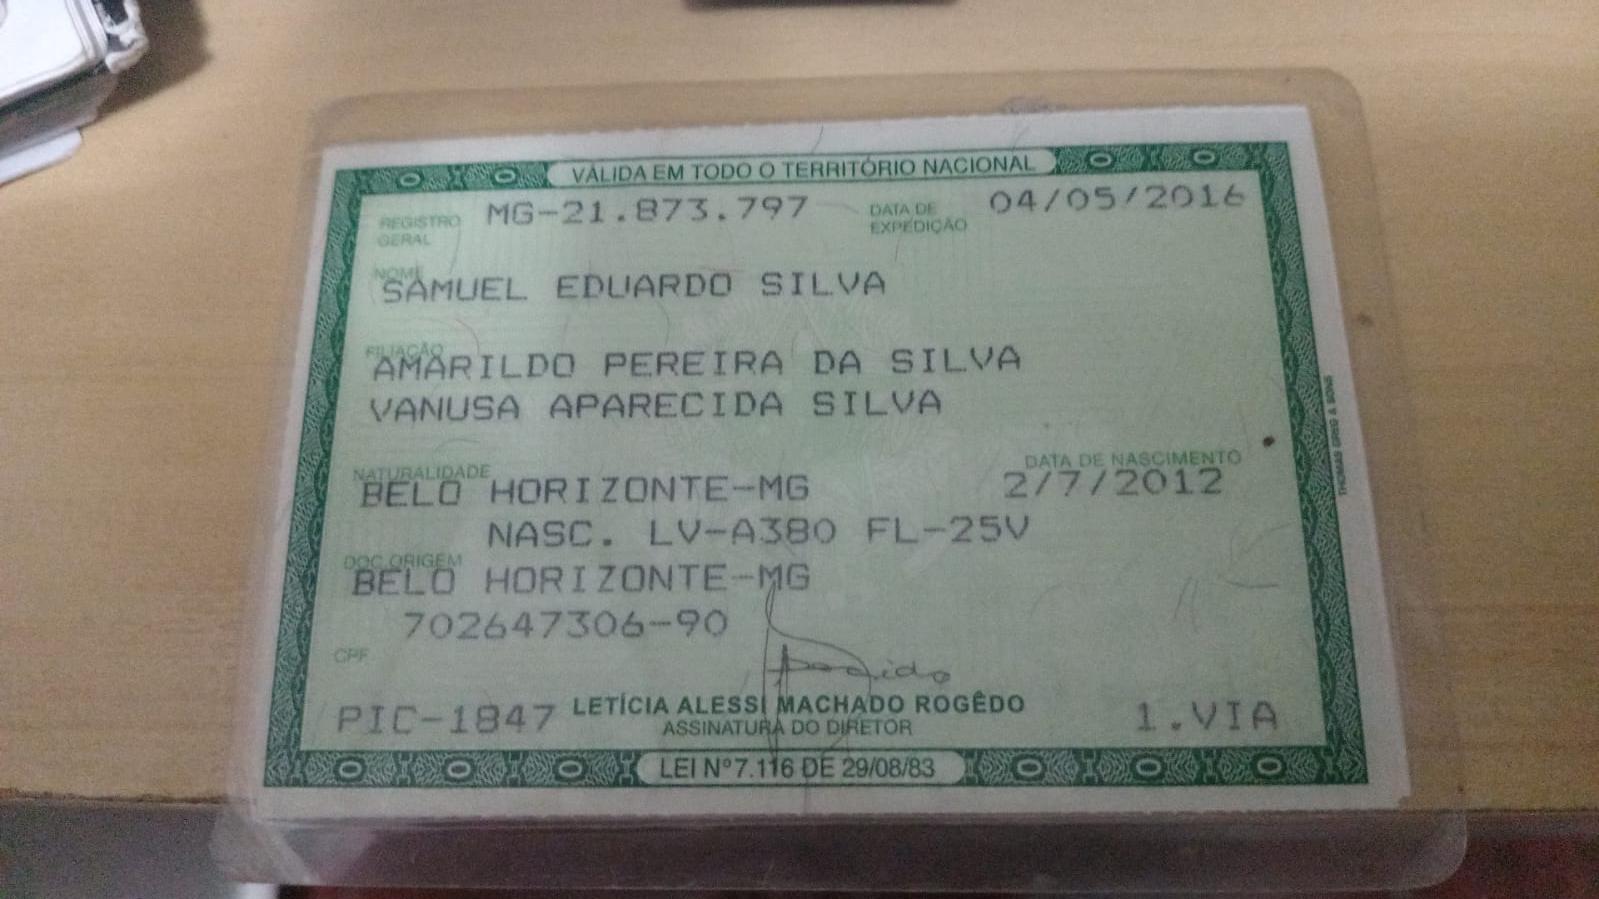 VÁLIDA EM TODO O TERRITÓRIO NACIONAL
REGISTRO GERAL MG-21.873.797 DATA DE EXPEDIÇÃO 04/05/2016
NOME
SAMUEL EDUARDO SILVA
FILIAÇÃO
AMARILDO PEREIRA DA SILVA
VANUSA APARECIDA SILVA
NATURALIDADE DATA DE NASCIMENTO
BELO HORIZONTE-MG 2/7/2012
NASC. LV-A380 FL-25V
DOC.ORIGEM
BELO HORIZONTE-MG
702647306-90
CPF
PIC-1847 LETÍCIA ALESSI MACHADO ROGÊDO 1.VIA
ASSINATURA DO DIRETOR
LEI Nº7.116 DE 29/08/83